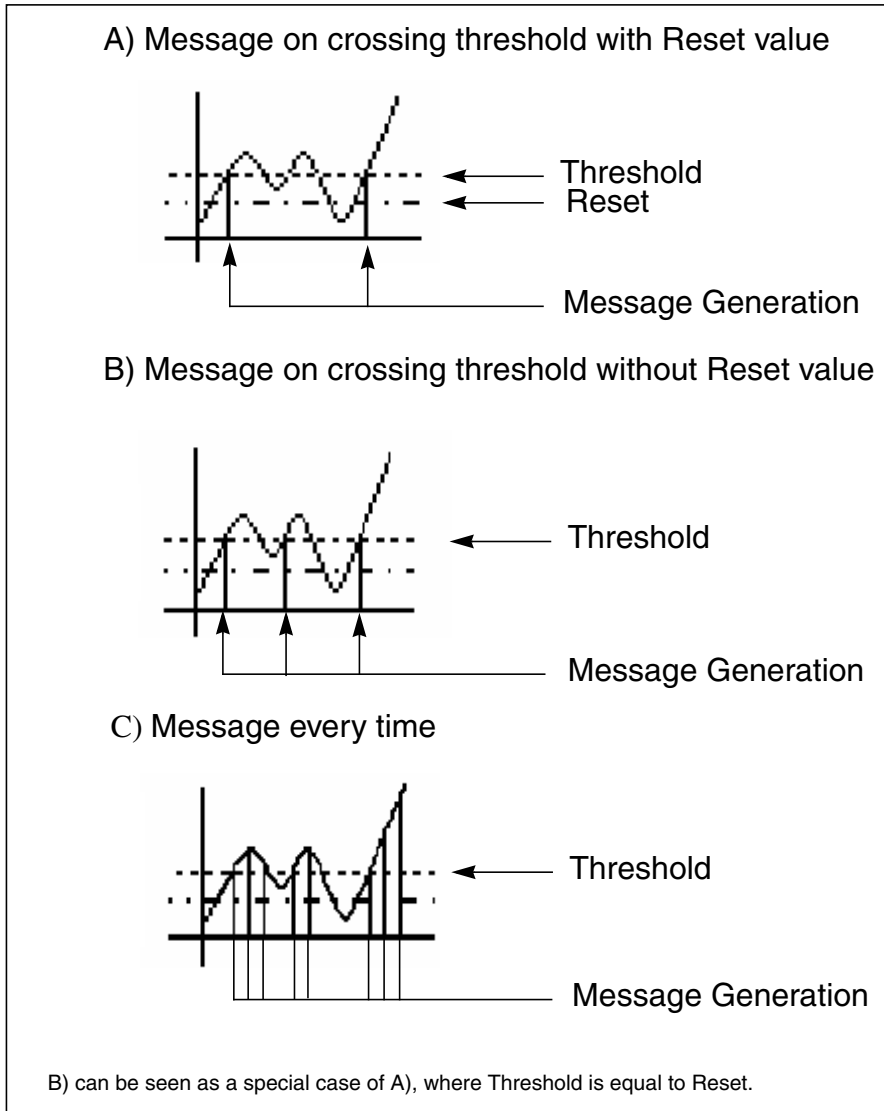 A) Message on crossing threshold with Reset value
Threshold
Reset
Message Generation
B) Message on crossing threshold without Reset value
Threshold
Message Generation
C) Message every time
Threshold
Message Generation
B) can be seen as a special case of A), where Threshold is equal to Reset.